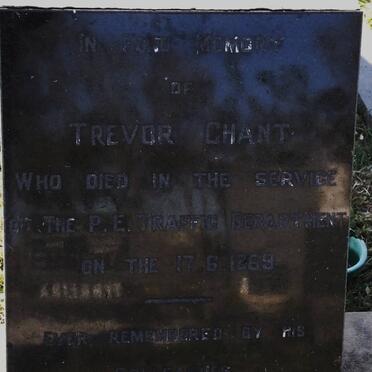 IN FOND MEMORY
OF
TREVOR CHANT
WHO DIED IN THE SERVICE
OF THE P. E. TRAFFIC DEPARTMENT
ON THE 17.6.1969
EVER REMEMBERED BY HIS